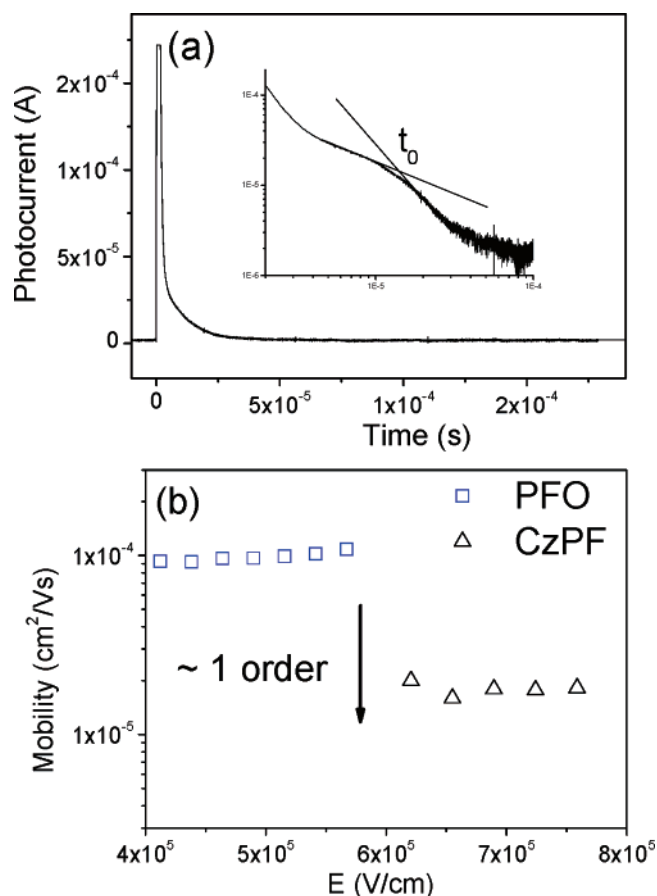 (a)
Photocurrent (A)
2x10⁻⁴
1x10⁻⁴
5x10⁻⁵
0
1E-4
1E-5
1E-6
t₀
1E-5
1E-4
0
5x10⁻⁵
1x10⁻⁴
2x10⁻⁴
Time (s)
(b)
PFO
CzPF
Mobility (cm²/Vs)
1x10⁻⁴
~ 1 order
1x10⁻⁵
4x10⁵
5x10⁵
6x10⁵
7x10⁵
8x10⁵
E (V/cm)